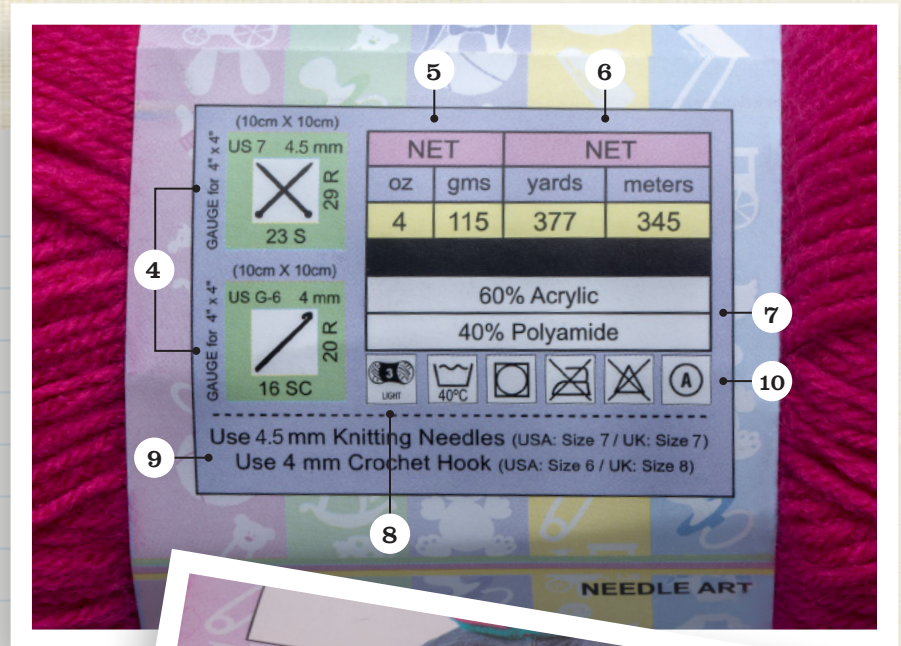 5
6
(10cm X 10cm)
GAUGE for 4" x 4"
US 7 4.5 mm
29 R
23 S
4
(10cm X 10cm)
GAUGE for 4" x 4"
US G-6 4 mm
20 R
16 SC
NET NET
oz gms yards meters
4 115 377 345
60% Acrylic
7
40% Polyamide
3
LIGHT
40°C
A
10
Use 4.5 mm Knitting Needles (USA: Size 7 / UK: Size 7)
9
Use 4 mm Crochet Hook (USA: Size 6 / UK: Size 8)
8
NEEDLE ART